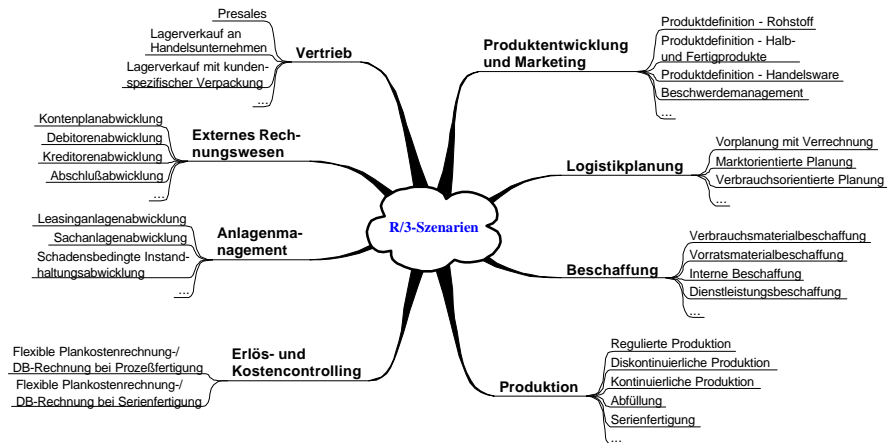 R/3-Szenarien
Vertrieb
Presales
Lagerverkauf an
Handelsunternehmen
Lagerverkauf mit kunden-
spezifischer Verpackung
...
Externes Rech-
nungswesen
Kontenplanabwicklung
Debitorenabwicklung
Kreditorenabwicklung
Abschlußabwicklung
...
Anlagenma-
nagement
Leasinganlagenabwicklung
Sachanlagenabwicklung
Schadensbedingte Instand-
haltungsabwicklung
...
Erlös- und
Kostencontrolling
Flexible Plankostenrechnung-/
DB-Rechnung bei Prozeßfertigung
Flexible Plankostenrechnung-/
DB-Rechnung bei Serienfertigung
Produktentwicklung
und Marketing
Produktdefinition - Rohstoff
Produktdefinition - Halb-
und Fertigprodukte
Produktdefinition - Handelsware
Beschwerdemanagement
...
Logistikplanung
Vorplanung mit Verrechnung
Marktorientierte Planung
Verbrauchsorientierte Planung
...
Beschaffung
Verbrauchsmaterialbeschaffung
Vorratsmaterialbeschaffung
Interne Beschaffung
Dienstleistungsbeschaffung
...
Produktion
Regulierte Produktion
Diskontinuierliche Produktion
Kontinuierliche Produktion
Abfüllung
Serienfertigung
...